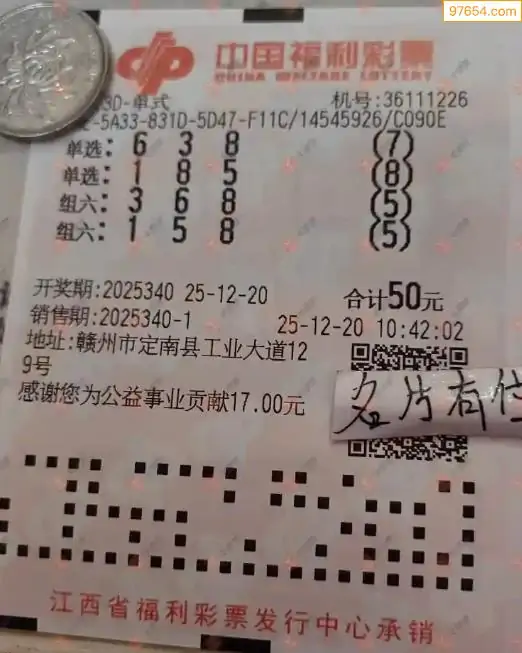 97654.com
中国福利彩票
CHINA WELFARE LOTTERY
3D-单式 机号:36111226
-5A33-831D-5D47-F11C/14545926/C090E
单选: 6 3 8 (7)
单选: 1 8 5 (8)
组六: 3 6 8 (5)
组六: 1 5 8 (5)
开奖期:2025340 25-12-20 合计50元
销售期:2025340-1 25-12-20 10:42:02
地址:赣州市定南县工业大道12
9号
感谢您为公益事业贡献17.00元
名片有位
江西省福利彩票发行中心承销